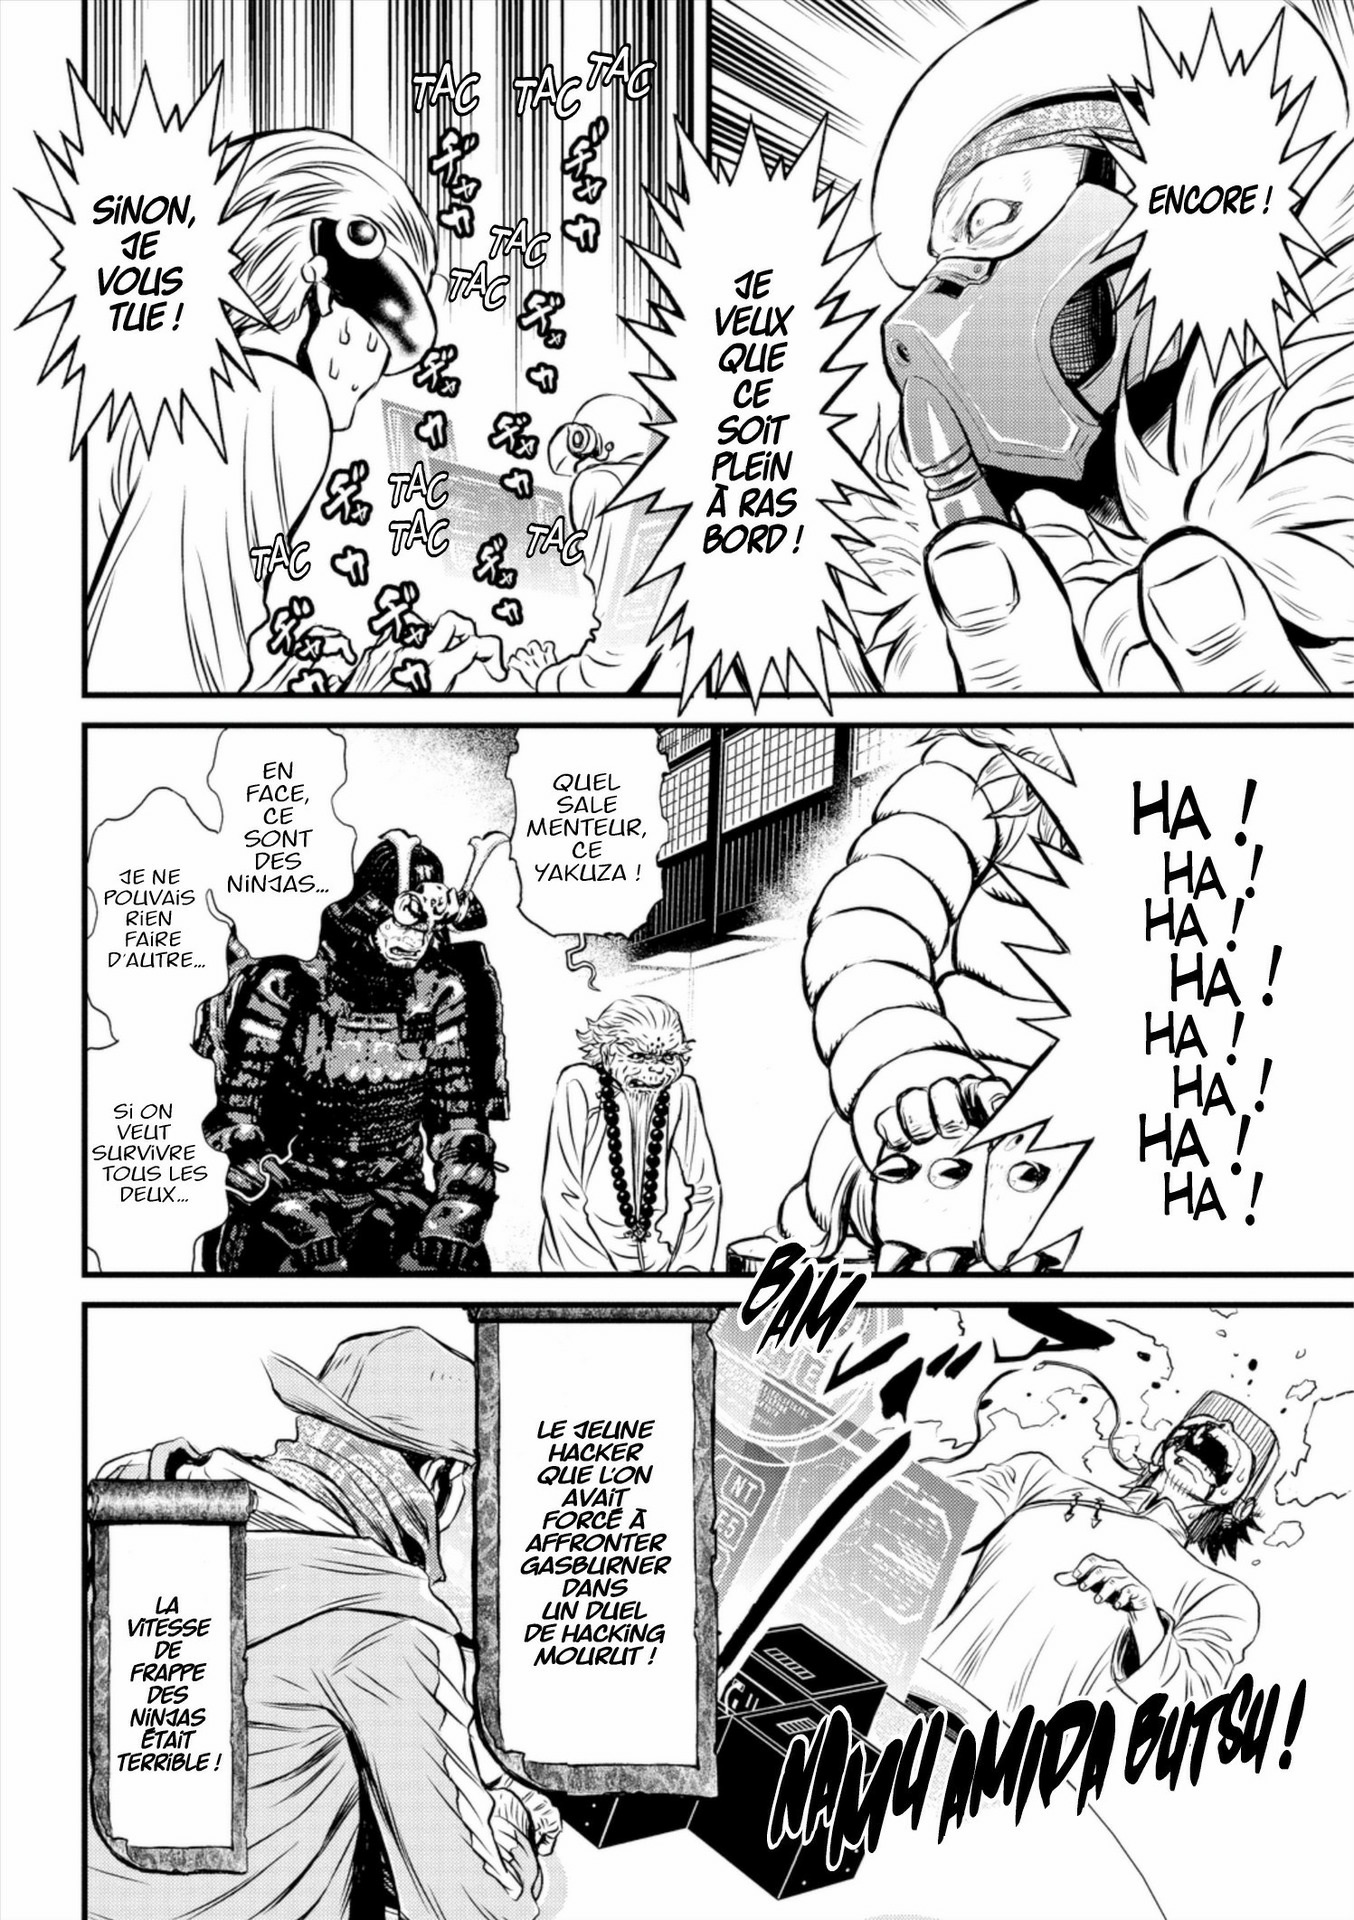 ENCORE !
JE
VEUX
QUE
CE
SOIT
PLEIN
À RAS
BORD !
TAC
TAC
TAC
SINON,
JE
VOUS
TUE !
TAC
TAC
TAC
TAC
TAC
TAC
HA !
HA !
HA !
HA !
HA !
HA !
HA !
HA !
QUEL
SALE
MENTEUR,
CE
YAKUZA !
EN
FACE,
CE
SONT
DES
NINJAS...
JE NE
POUVAIS
RIEN
FAIRE
D'AUTRE...
SI ON
VEUT
SURVIVRE
TOUS LES
DEUX...
BAM
NAMU AMIDA BUTSU !
LE JEUNE
HACKER
QUE L'ON
AVAIT
FORCÉ À
AFFRONTER
GASBURNER
DANS
UN DUEL
DE HACKING
MOURUT !
LA
VITESSE
DE
FRAPPE
DES
NINJAS
ÉTAIT
TERRIBLE !